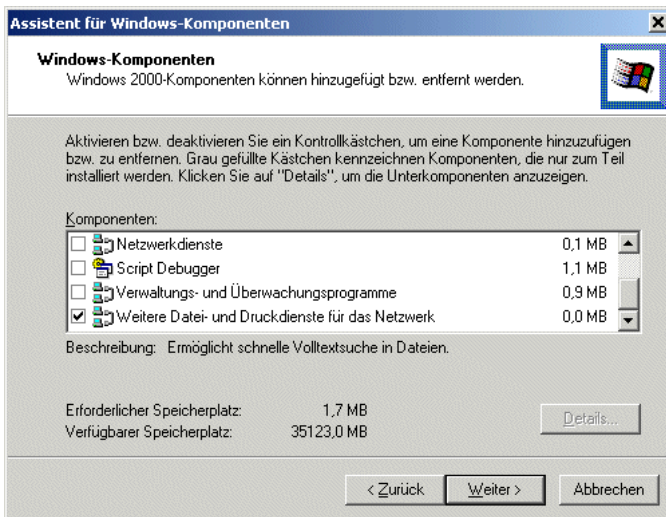 Assistent für Windows-Komponenten
Windows-Komponenten
Windows 2000-Komponenten können hinzugefügt bzw. entfernt werden.
Aktivieren bzw. deaktivieren Sie ein Kontrollkästchen, um eine Komponente hinzuzufügen
bzw. zu entfernen. Grau gefüllte Kästchen kennzeichnen Komponenten, die nur zum Teil
installiert werden. Klicken Sie auf "Details", um die Unterkomponenten anzuzeigen.
Komponenten:
Netzwerkdienste 0,1 MB
Script Debugger 1,1 MB
Verwaltungs- und Überwachungsprogramme 0,9 MB
Weitere Datei- und Druckdienste für das Netzwerk 0,0 MB
Beschreibung: Ermöglicht schnelle Volltextsuche in Dateien.
Erforderlicher Speicherplatz: 1,7 MB
Verfügbarer Speicherplatz: 35123,0 MB
Details...
< Zurück Weiter > Abbrechen